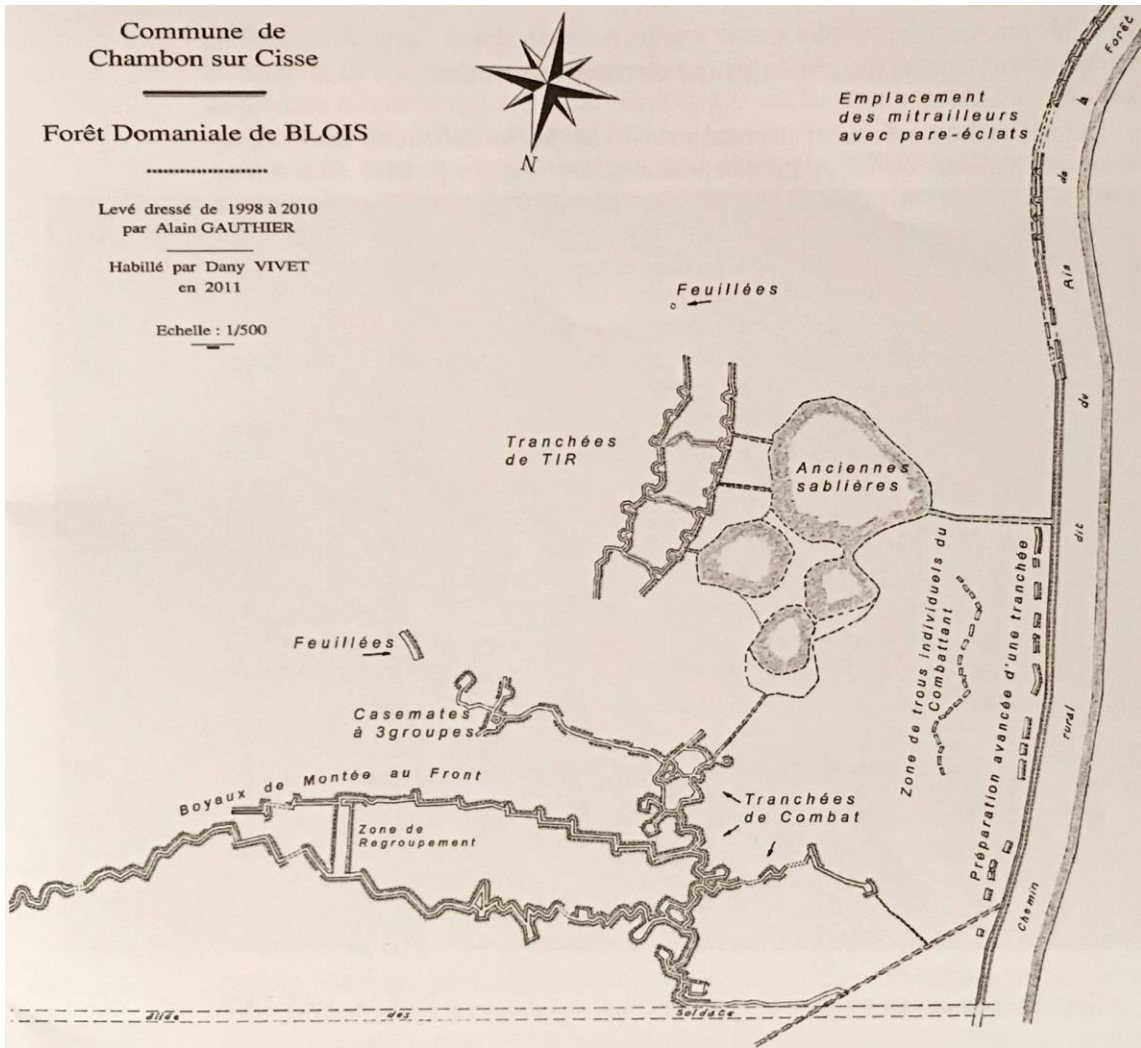 Commune de
Chambon sur Cisse
Forêt Domaniale de BLOIS
Levé dressé de 1998 à 2010
par Alain GAUTHIER
Habillé par Dany VIVET
en 2011
Echelle : 1/500
N
Emplacement
des mitrailleurs
avec pare-éclats
Feuillées
Tranchées
de TIR
Anciennes
sablières
Feuillées
Casemates
à 3groupes
Boyaux de Montée au Front
Zone de
Regroupement
Tranchées
de Combat
Zone de trous individuels du
Combattant
Préparation avancée d'une tranchée
Chemin rural dit du Ris de la Forêt
des Soldats